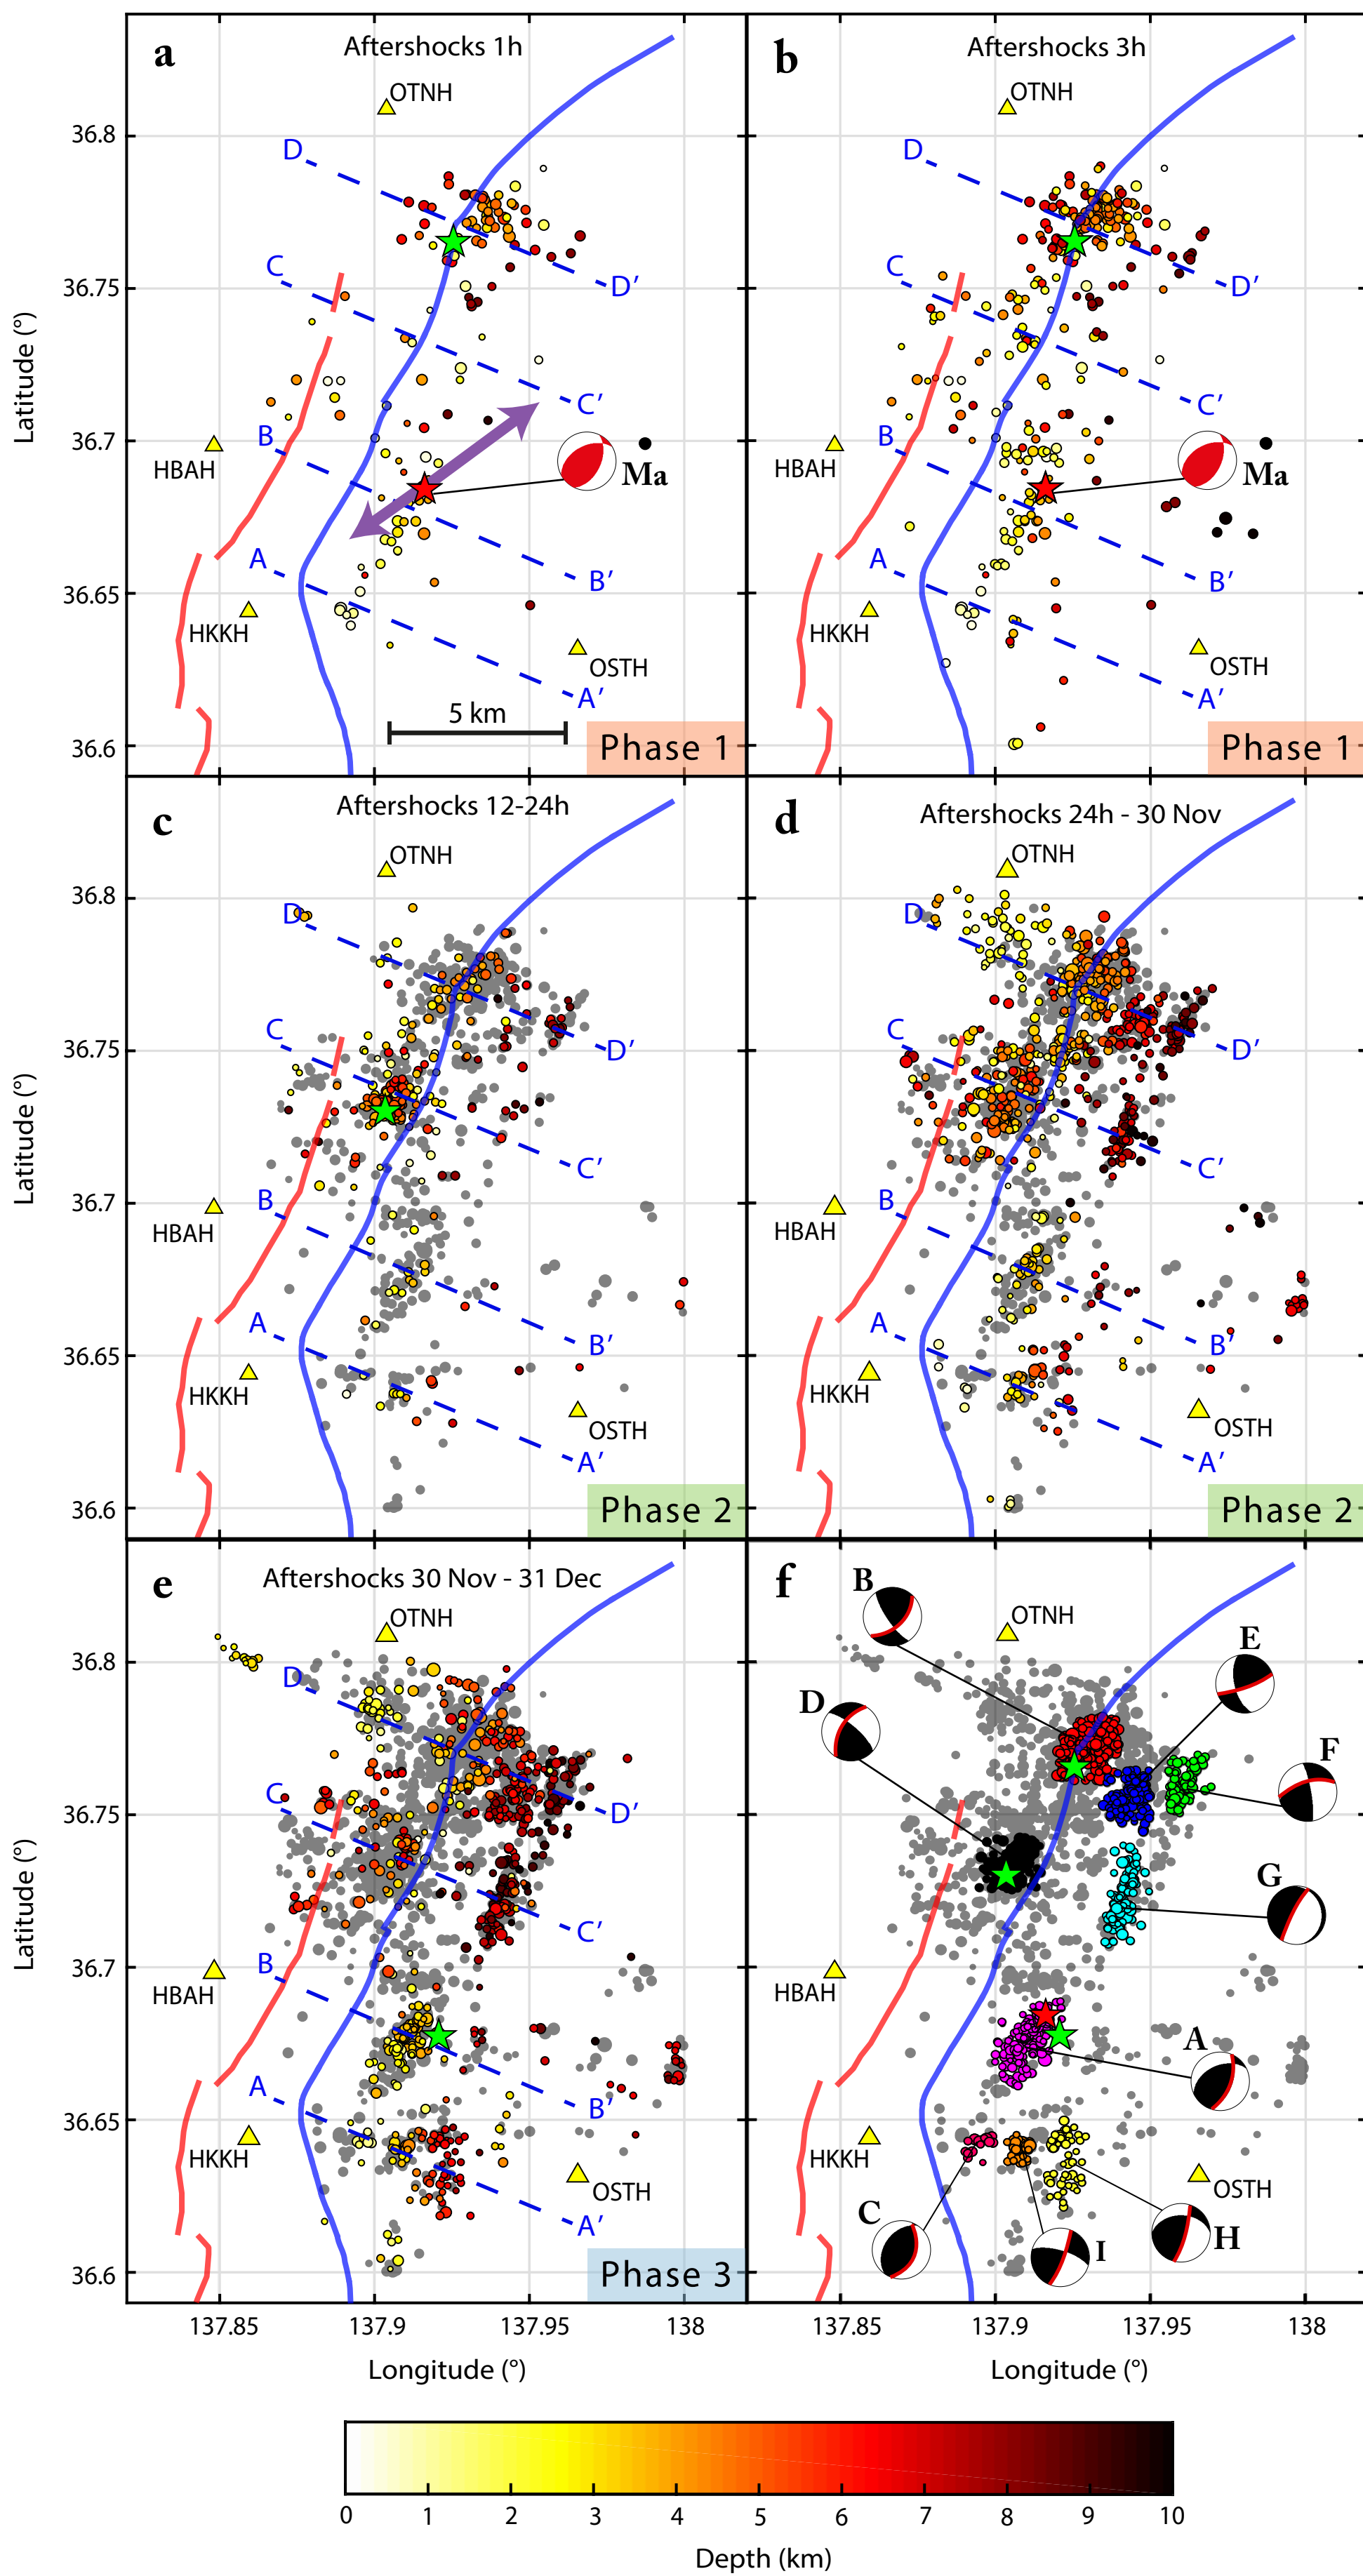 a
Aftershocks 1h
OTNH
36.8
D
36.75
C
D′
Latitude (°)
C′
B
36.7
HBAH
Ma
A
B′
36.65
HKKH
OSTH
A′
5 km
36.6
Phase 1
b
Aftershocks 3h
OTNH
D
C
D′
C′
B
HBAH
Ma
A
B′
HKKH
OSTH
A′
Phase 1
c
Aftershocks 12-24h
OTNH
36.8
D
C
36.75
D′
Latitude (°)
C′
B
36.7
HBAH
A
B′
36.65
HKKH
OSTH
A′
36.6
Phase 2
d
Aftershocks 24h - 30 Nov
OTNH
D
C
D′
C′
B
HBAH
A
B′
HKKH
OSTH
A′
Phase 2
e
Aftershocks 30 Nov - 31 Dec
OTNH
36.8
D
C
36.75
D′
Latitude (°)
C′
B
36.7
HBAH
A
B′
36.65
HKKH
OSTH
A′
36.6
Phase 3
137.85
137.9
137.95
138
Longitude (°)
f
B
OTNH
E
D
F
G
HBAH
A
HKKH
OSTH
C
I
H
137.85
137.9
137.95
138
Longitude (°)
0 1 2 3 4 5 6 7 8 9 10
Depth (km)